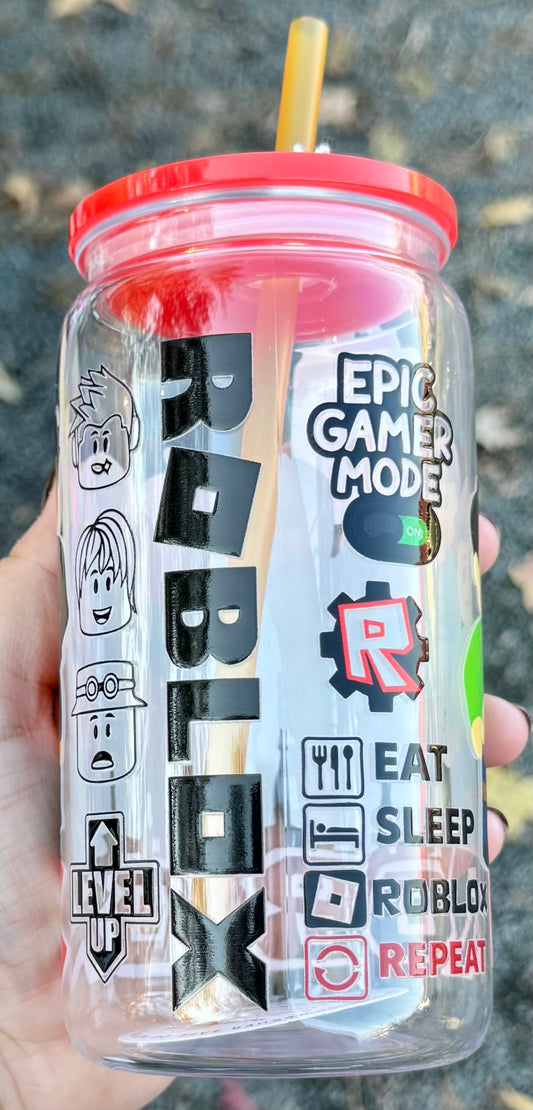 ROBLOX
LEVEL
UP
EPIC
GAMER
MODE
ON
R
EAT
SLEEP
ROBLOX
REPEAT